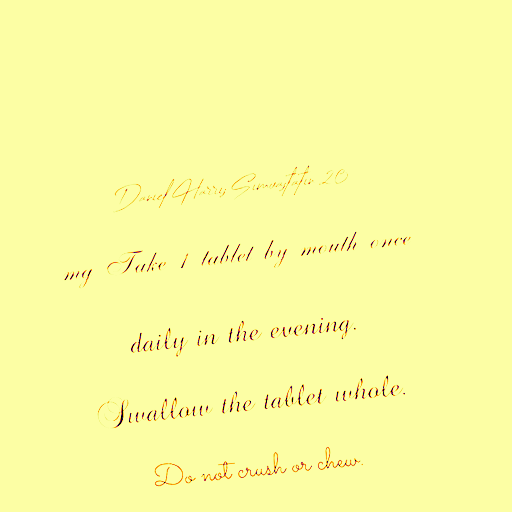 David Harry Simvastatin 20
my Take 1 tablet by mouth once
daily in the evening.
Swallow the tablet whole.
Do not crush or chew.